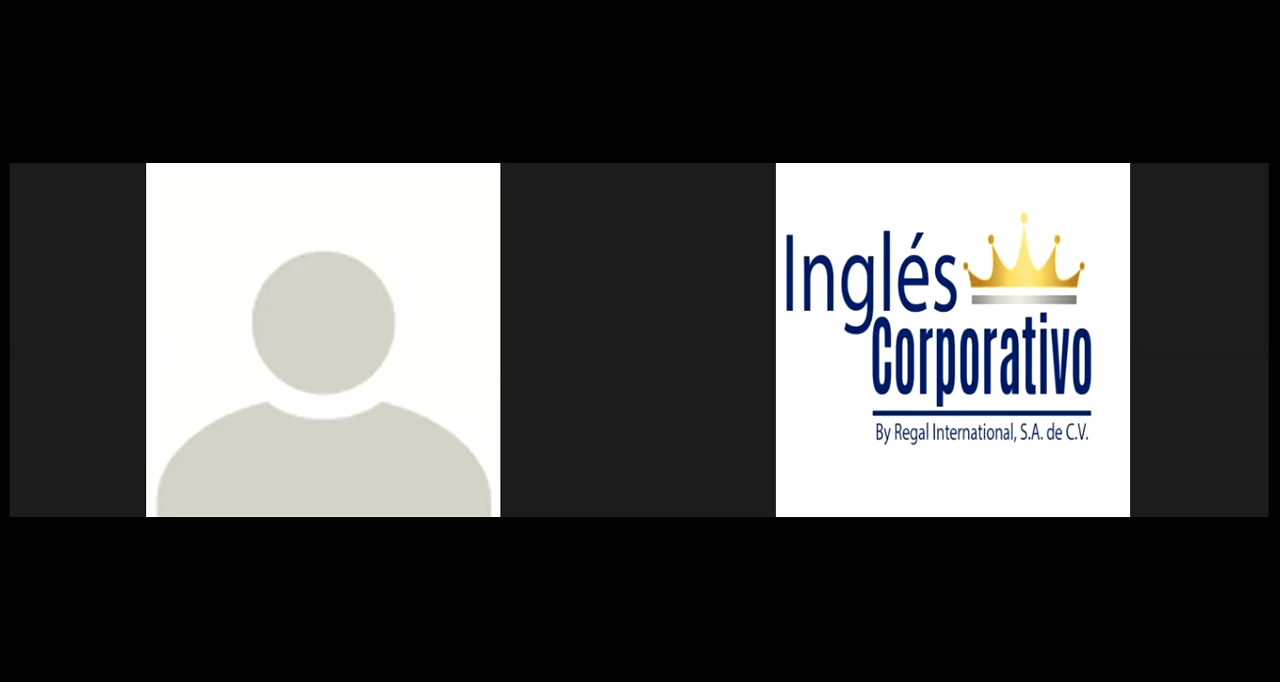 Inglés
Corporativo
By Regal International, S.A. de C.V.